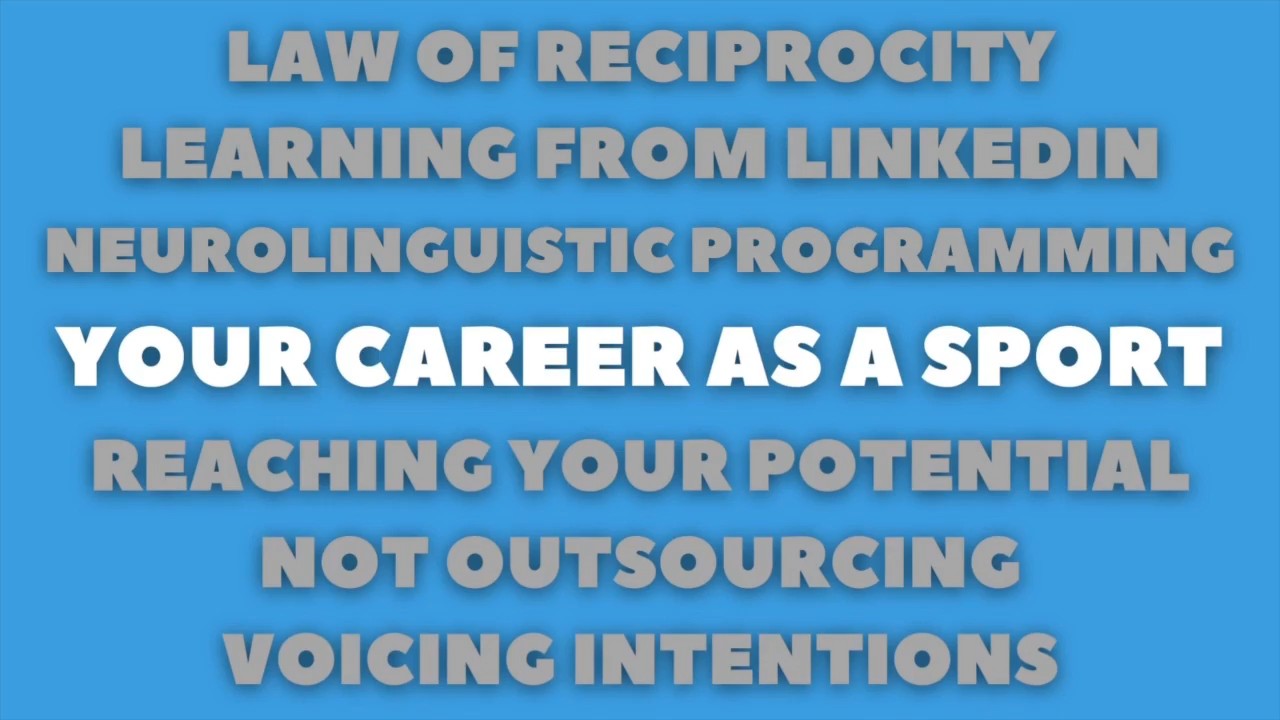 LAW OF RECIPROCITY
LEARNING FROM LINKEDIN
NEUROLINGUISTIC PROGRAMMING
YOUR CAREER AS A SPORT
REACHING YOUR POTENTIAL
NOT OUTSOURCING
VOICING INTENTIONS